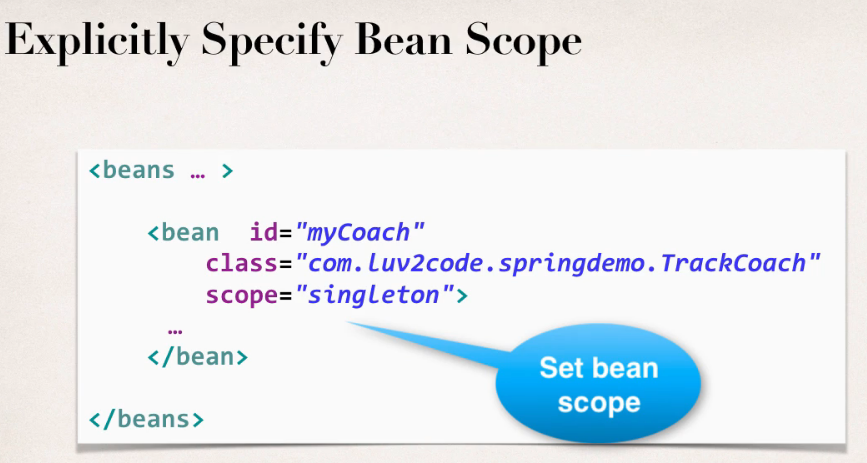 Explicitly Specify Bean Scope
<beans … >
<bean id="myCoach"
class="com.luv2code.springdemo.TrackCoach"
scope="singleton">
…
</bean>
Set bean
scope
</beans>